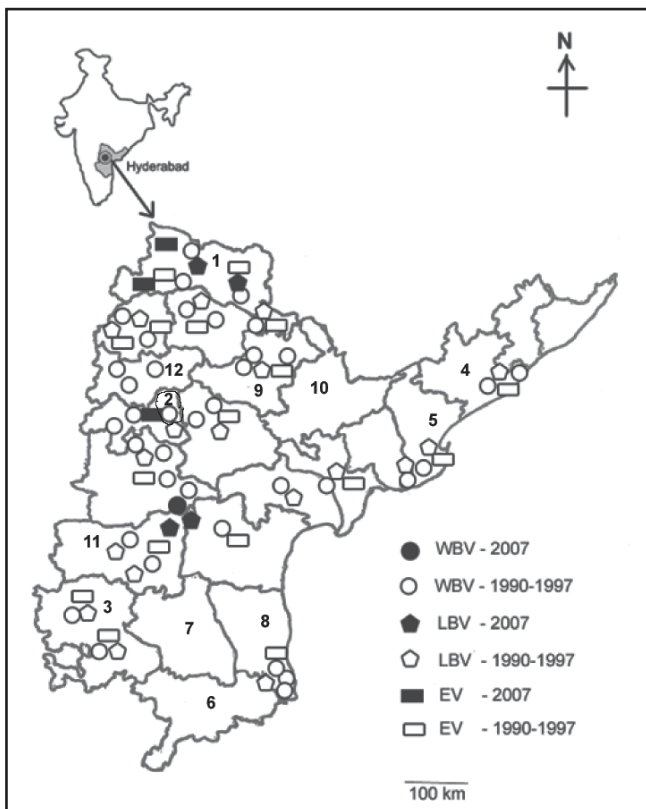 N
Hyderabad
1
4
12
9
10
2
5
11
3
7
8
6
WBV - 2007
WBV - 1990-1997
LBV - 2007
LBV - 1990-1997
EV - 2007
EV - 1990-1997
100 km